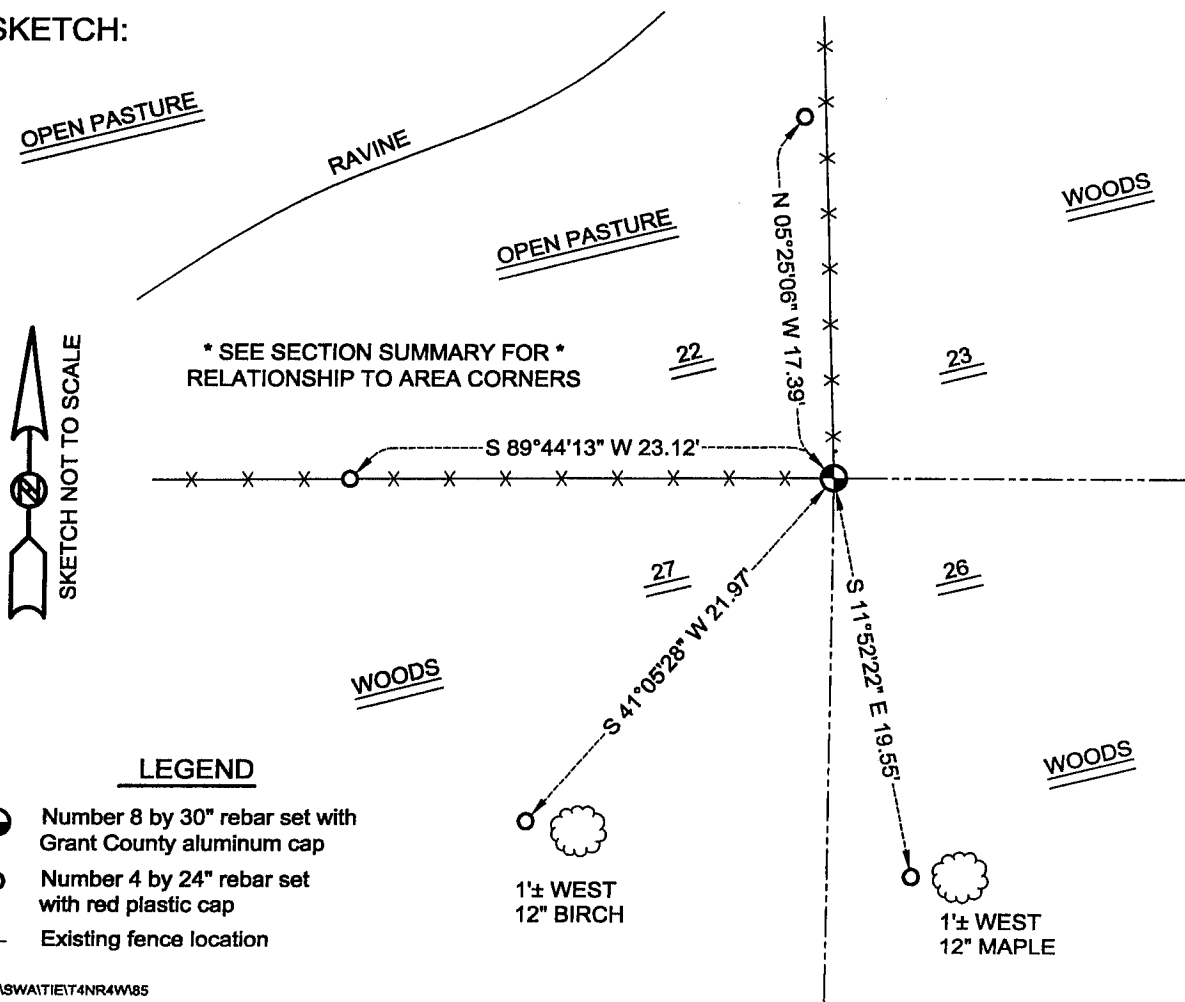 SKETCH:
OPEN PASTURE
RAVINE
OPEN PASTURE
WOODS
N 05°25'06" W 17.39'
* SEE SECTION SUMMARY FOR *
RELATIONSHIP TO AREA CORNERS
22
23
SKETCH NOT TO SCALE
N
S 89°44'13" W 23.12'
27
26
S 41°05'28" W 21.97'
S 11°52'22" E 19.55'
WOODS
WOODS
LEGEND
Number 8 by 30" rebar set with
Grant County aluminum cap
Number 4 by 24" rebar set
with red plastic cap
Existing fence location
1'± WEST
12" BIRCH
1'± WEST
12" MAPLE
\SWA\TIE\T4NR4W\85